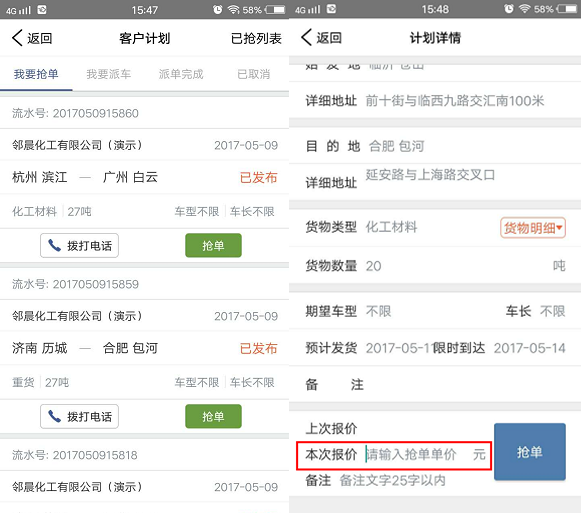 4G 15:47 58%
返回 客户计划 已抢列表
我要抢单 我要派车 派单完成 已取消
流水号: 2017050915860
邻晨化工有限公司（演示） 2017-05-09
杭州 滨江 — 广州 白云 已发布
化工材料 27吨 车型不限 车长不限
拨打电话 抢单
流水号: 2017050915859
邻晨化工有限公司（演示） 2017-05-09
济南 历城 — 合肥 包河 已发布
重货 27吨 车型不限 车长不限
拨打电话 抢单
流水号: 2017050915818
邻晨化工有限公司（演示） 2017-05-09
4G 15:48 58%
返回 计划详情
始 发 地 临沂 苍山
详细地址 前十街与临西九路交汇南100米
目 的 地 合肥 包河
详细地址 延安路与上海路交叉口
货物类型 化工材料 货物明细
货物数量 20 吨
期望车型 不限 车长 不限
预计发货 2017-05-11 限时到达 2017-05-14
备 注
上次报价
本次报价 请输入抢单单价 元
抢单
备注 备注文字25字以内